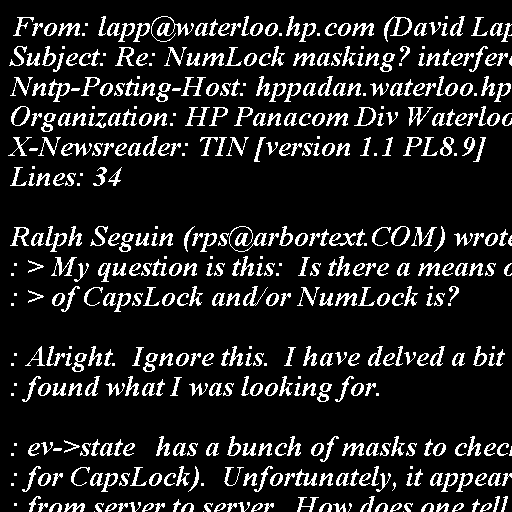 From: lapp@waterloo.hp.com (David Lap
Subject: Re: NumLock masking? interfer
Nntp-Posting-Host: hppadan.waterloo.hp
Organization: HP Panacom Div Waterloo
X-Newsreader: TIN [version 1.1 PL8.9]
Lines: 34
Ralph Seguin (rps@arbortext.COM) wrote
: > My question is this:  Is there a means o
: > of CapsLock and/or NumLock is?
: Alright.  Ignore this.  I have delved a bit
: found what I was looking for.
: ev->state   has a bunch of masks to chec
: for CapsLock).  Unfortunately, it appear
: from server to server.  How does one tell